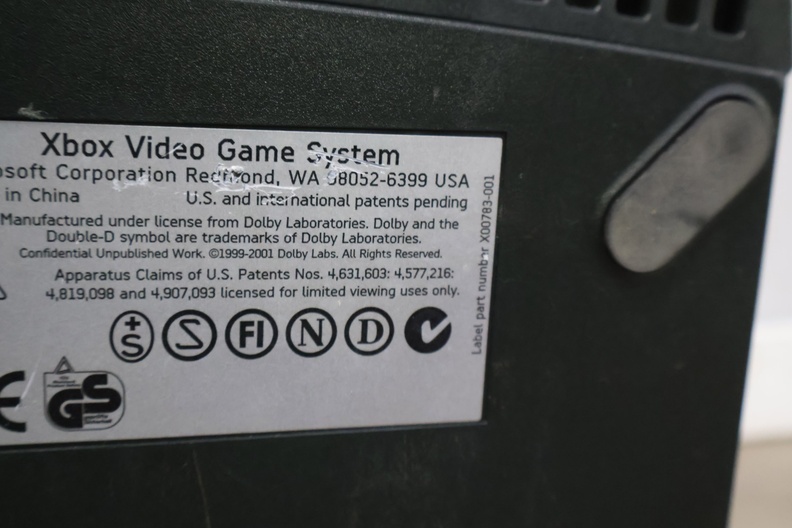 Xbox Video Game System
osoft Corporation Redmond, WA 98052-6399 USA
in China U.S. and international patents pending
Manufactured under license from Dolby Laboratories. Dolby and the
Double-D symbol are trademarks of Dolby Laboratories.
Confidential Unpublished Work. ©1999-2001 Dolby Labs. All Rights Reserved.
Apparatus Claims of U.S. Patents Nos. 4,631,603; 4,577,216;
4,819,098 and 4,907,093 licensed for limited viewing uses only.
+S S FI N D
CE GS
Label part number X00783-001